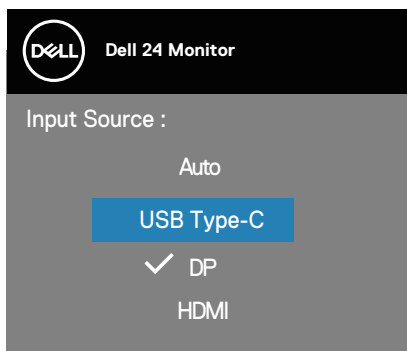 DELL Dell 24 Monitor
Input Source :
Auto
USB Type-C
DP
HDMI